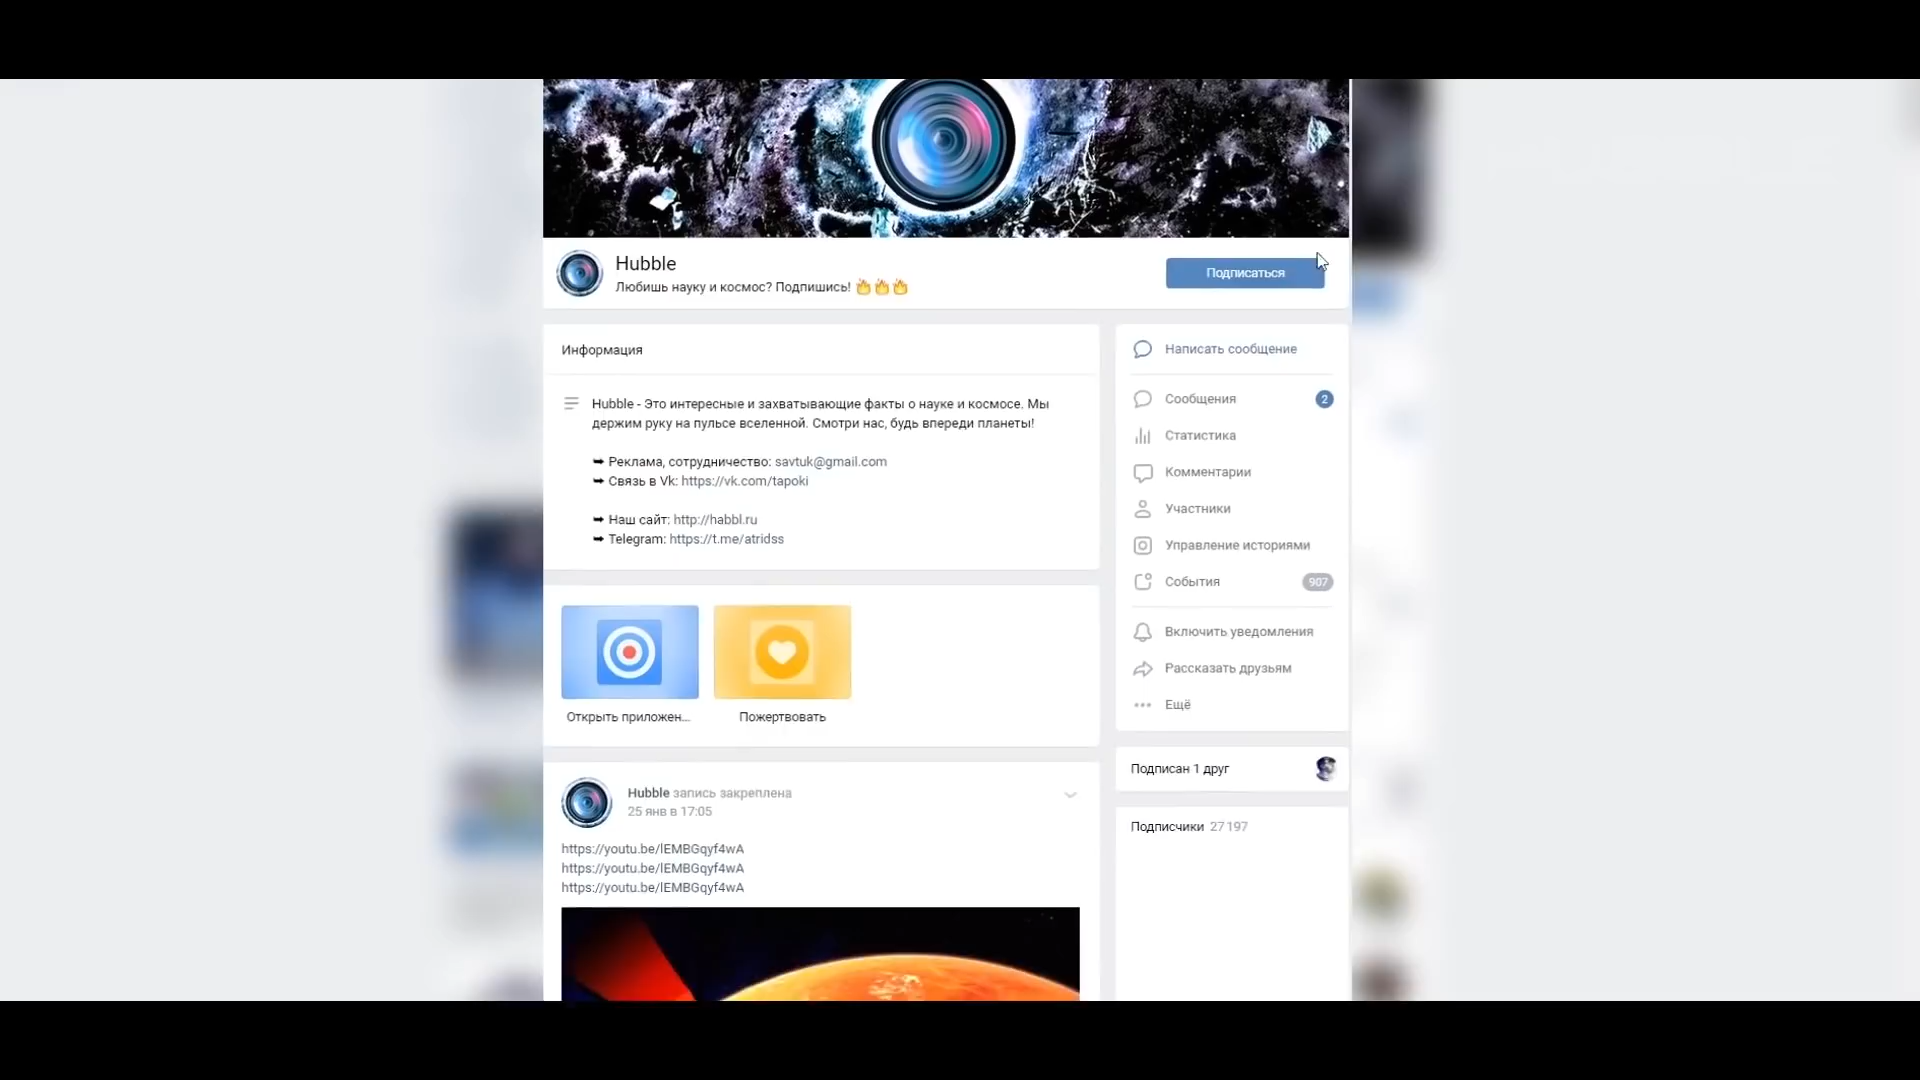 Hubble
Любишь науку и космос? Подпишись! 🔥🔥🔥
Подписаться
Информация
Hubble - Это интересные и захватывающие факты о науке и космосе. Мы
держим руку на пульсе вселенной. Смотри нас, будь впереди планеты!
➥ Реклама, сотрудничество: savtuk@gmail.com
➥ Связь в Vk: https://vk.com/tapoki
➥ Наш сайт: http://habbl.ru
➥ Telegram: https://t.me/atridss
Открыть приложен...
Пожертвовать
Hubble запись закреплена
25 янв в 17:05
https://youtu.be/lEMBGqyf4wA
https://youtu.be/lEMBGqyf4wA
https://youtu.be/lEMBGqyf4wA
Написать сообщение
Сообщения 2
Статистика
Комментарии
Участники
Управление историями
События 907
Включить уведомления
Рассказать друзьям
Ещё
Подписан 1 друг
Подписчики 27 197